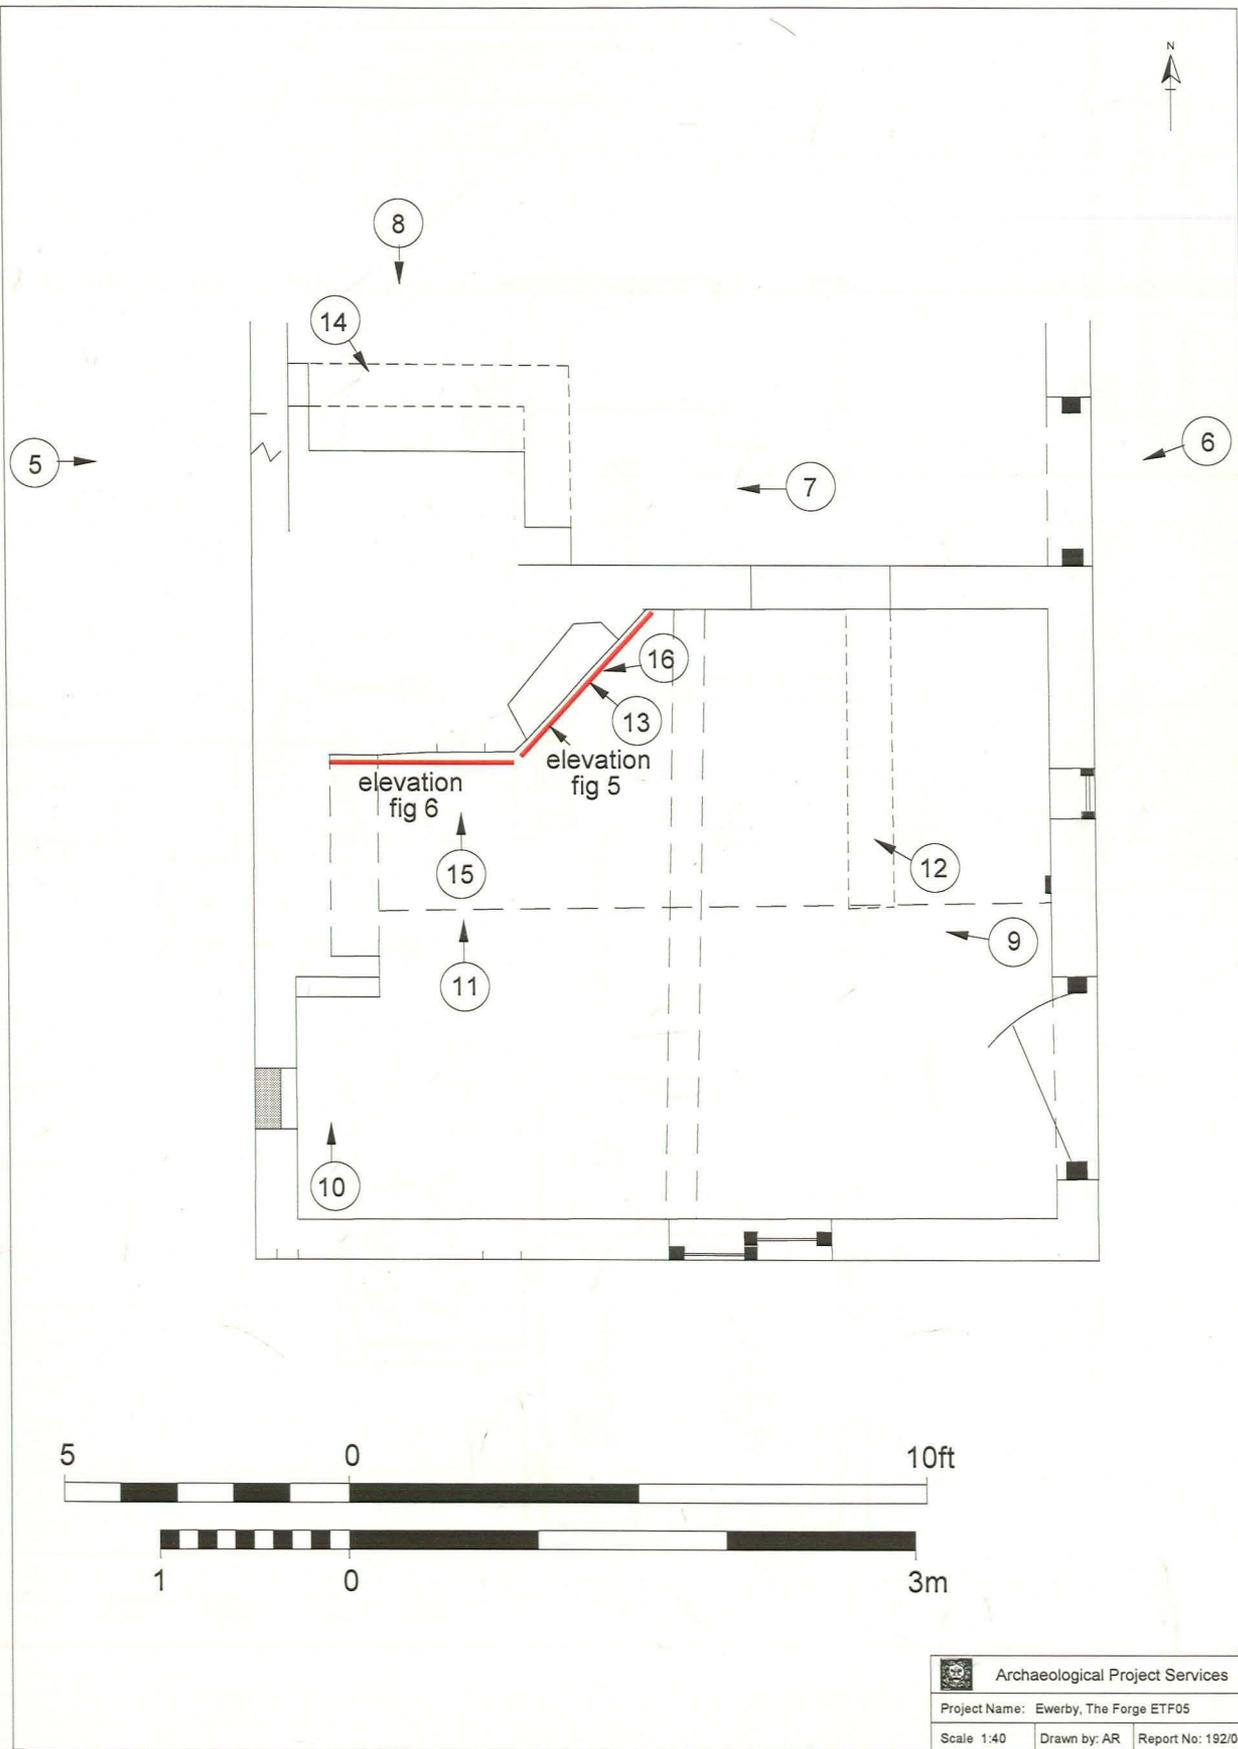 N
8
14
5
6
7
16
13
elevation
fig 5
elevation
fig 6
15
12
9
11
10
5 0 10ft
1 0 3m
Archaeological Project Services
Project Name: Ewerby, The Forge ETF05
Scale 1:40 Drawn by: AR Report No: 192/0